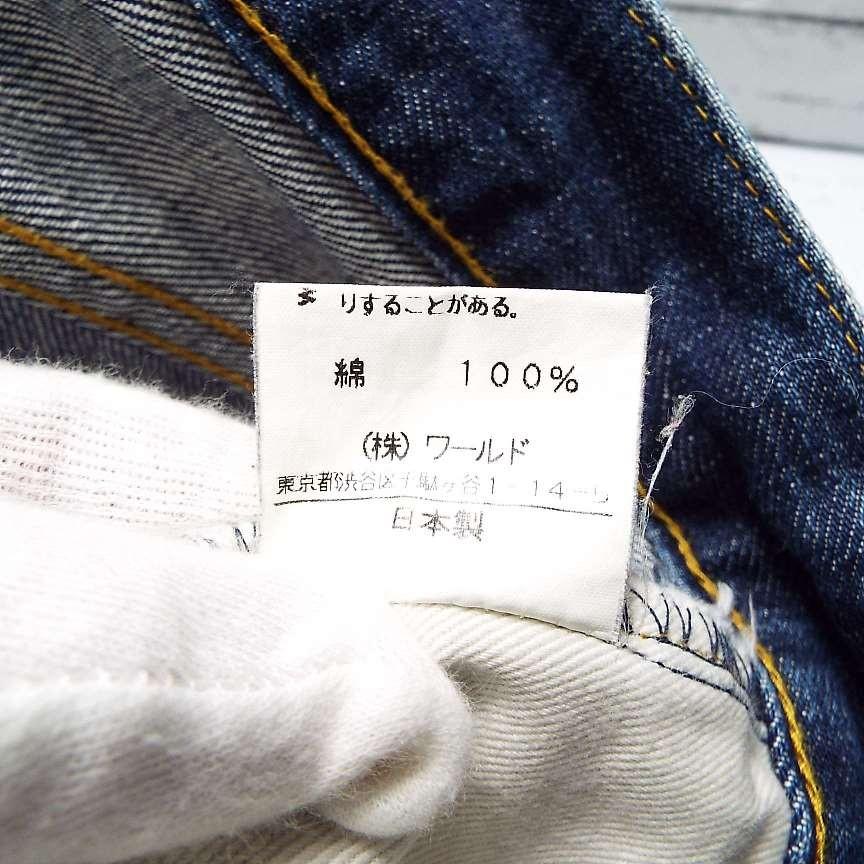 りすることがある。
綿 100%
(株)ワールド
東京都渋谷区千駄ヶ谷1-14-
日本製